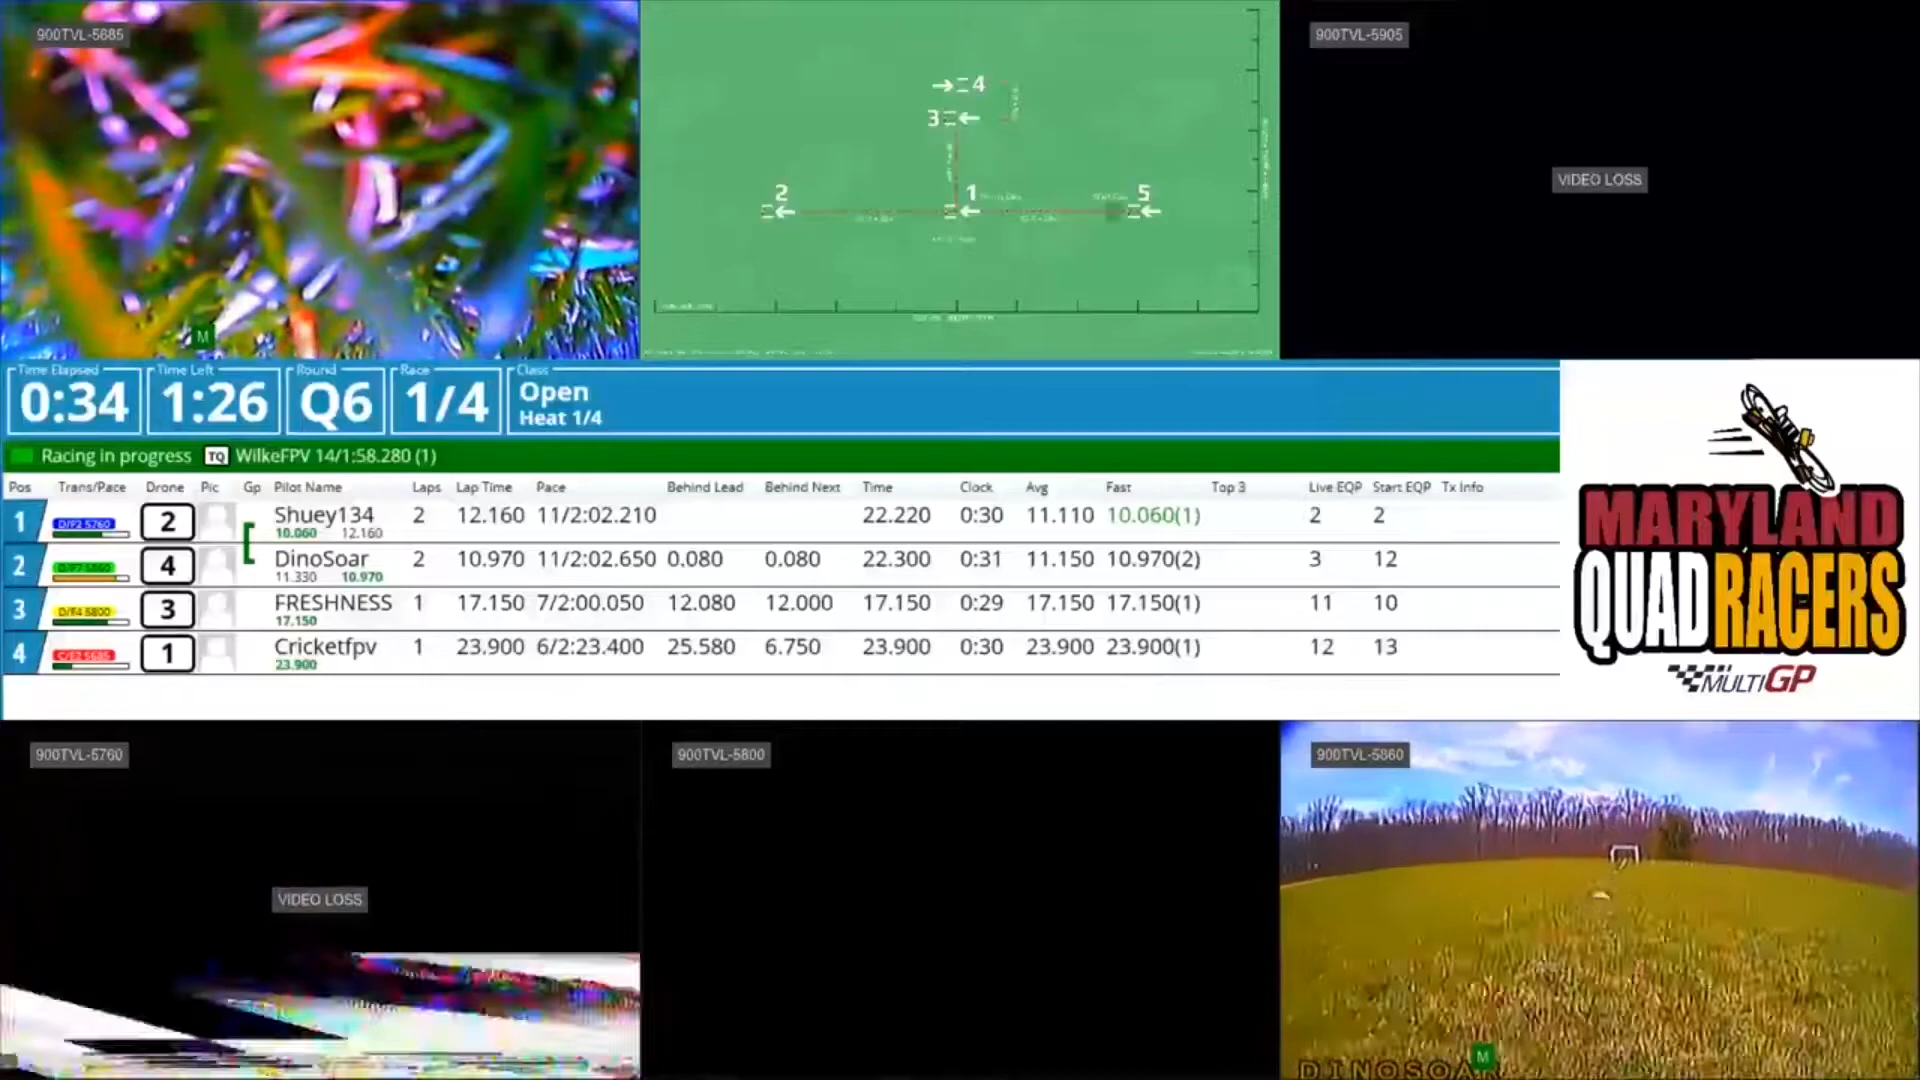 900TVL-5685
4
3
2
1
5
900TVL-5905
VIDEO LOSS
Time Elapsed
0:34
Time Left
1:26
Round
Q6
Race
1/4
Class
Open
Heat 1/4
Racing in progress TQ WilkeFPV 14/1:58.280 (1)
Pos Trans/Pace Drone Pic Gp Pilot Name Laps Lap Time Pace Behind Lead Behind Next Time Clock Avg Fast Top 3 Live EQP Start EQP Tx Info
1 D/F2 5760 2 Shuey134 2 12.160 11/2:02.210 22.220 0:30 11.110 10.060(1) 2 2
10.060 12.160
2 4 DinoSoar 2 10.970 11/2:02.650 0.080 0.080 22.300 0:31 11.150 10.970(2) 3 12
11.330 10.970
3 D/F4 5800 3 FRESHNESS 1 17.150 7/2:00.050 12.080 12.000 17.150 0:29 17.150 17.150(1) 11 10
17.150
4 C/F2 5685 1 Cricketfpv 1 23.900 6/2:23.400 25.580 6.750 23.900 0:30 23.900 23.900(1) 12 13
23.900
MARYLAND
QUADRACERS
MULTIGP
900TVL-5760
VIDEO LOSS
900TVL-5800
900TVL-5860
M
DINOSOAR
M